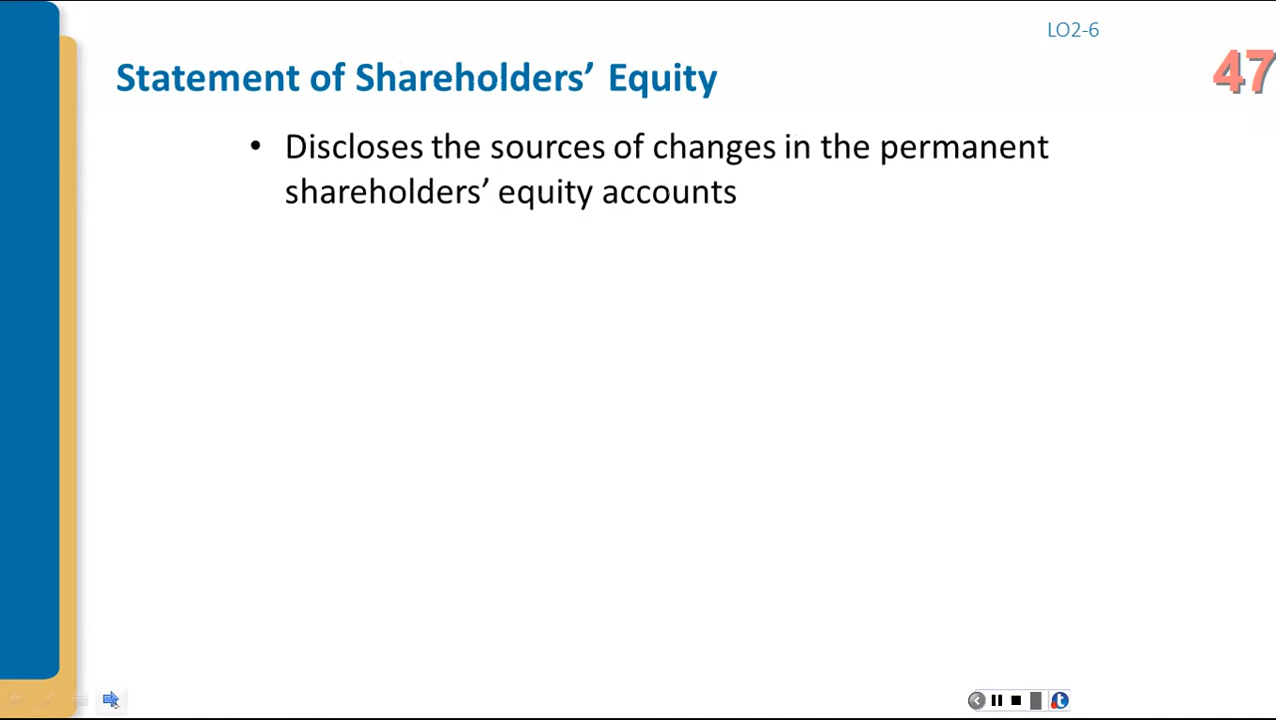 LO2-6
47
Statement of Shareholders’ Equity
• Discloses the sources of changes in the permanent
shareholders’ equity accounts
t